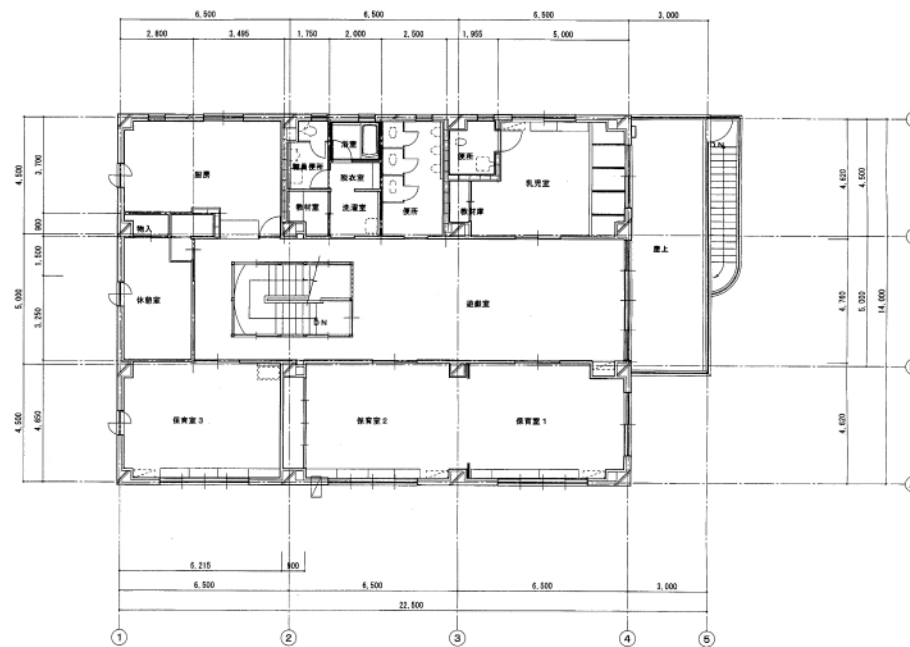 6,500 6,500 6,500 3,000
2,800 3,495 1,750 2,000 2,500 1,955 5,000
厨房
職員便所
浴室
脱衣室
便所
乳児室
DN
教材室
洗濯室
便所
教材庫
物入
屋上
休憩室
遊戯室
DN
保育室3
保育室2
保育室1
4,500 5,000 4,500
3,700 900 1,500 3,250 4,650
4,620 4,760 4,620
4,500 5,000
14,000
6,215 900
6,500 6,500 6,500 3,000
22,500
1 2 3 4 5